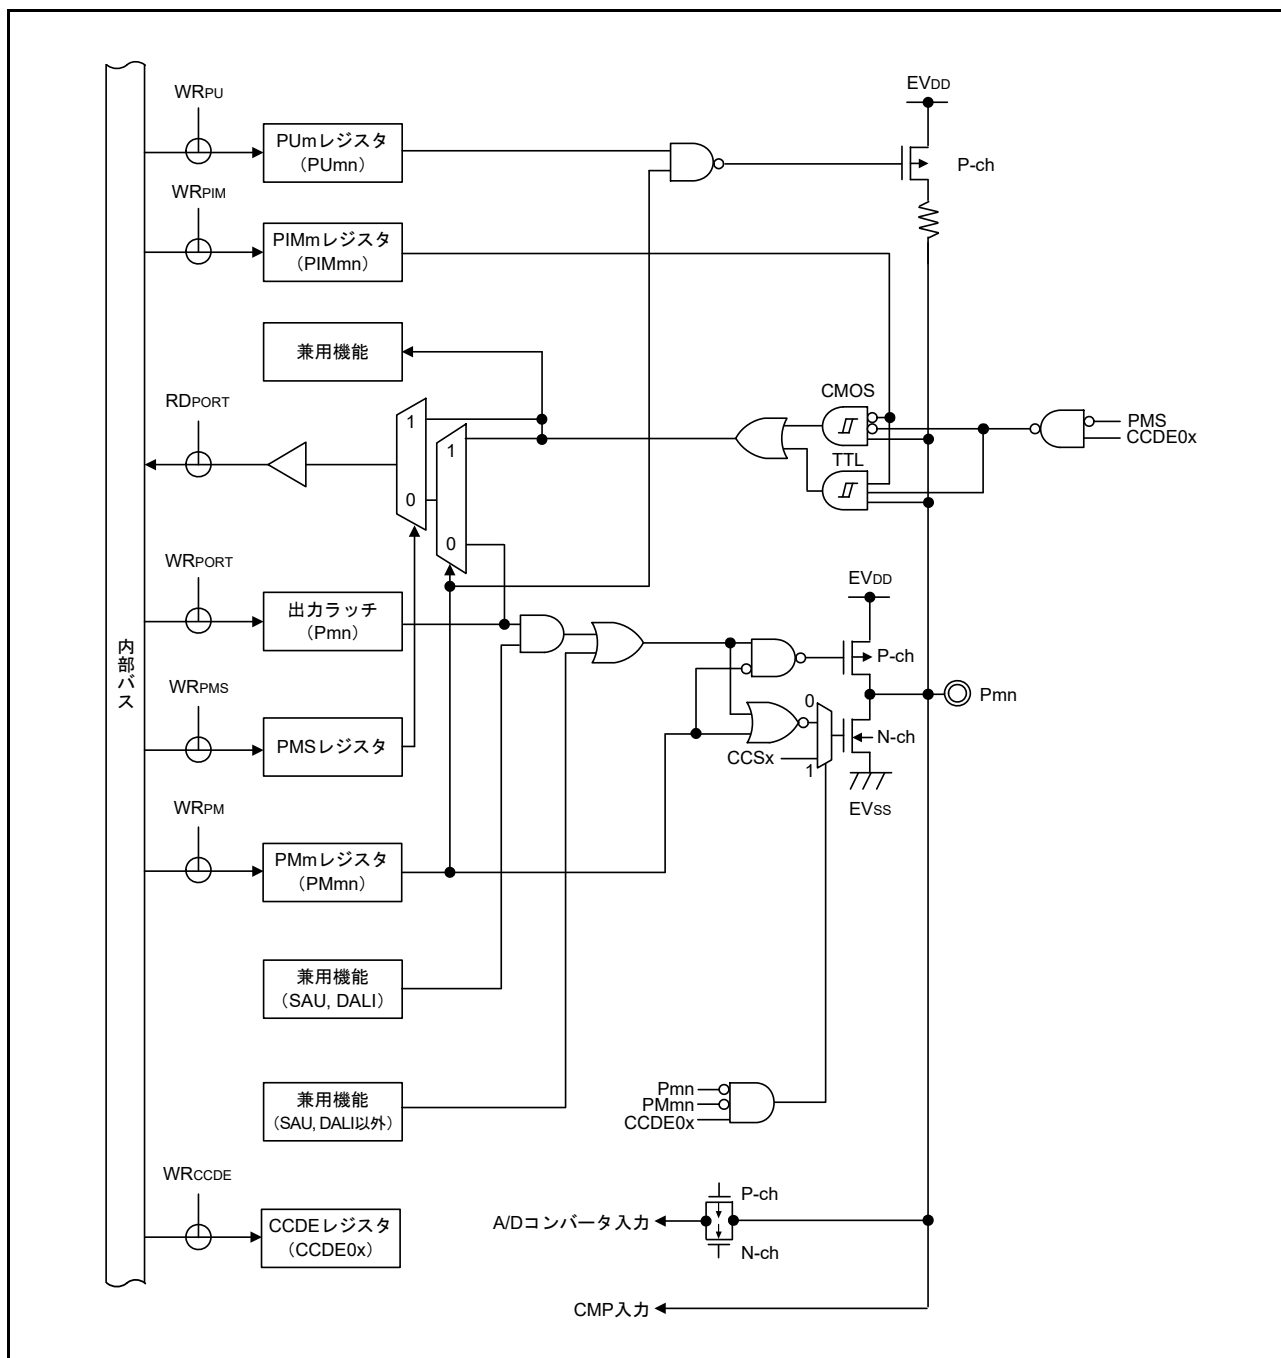 WRPU
EVDD
PUmレジスタ
（PUmn）
P-ch
WRPIM
PIMmレジスタ
（PIMmn）
兼用機能
RDPORT
1
0
1
0
CMOS
TTL
PMS
CCDE0x
WRPORT
出力ラッチ
（Pmn）
内部バス
EVDD
P-ch
Pmn
WRPMS
PMSレジスタ
0
CCSx
1
N-ch
EVSS
WRPM
PMmレジスタ
（PMmn）
兼用機能
（SAU, DALI）
兼用機能
（SAU, DALI以外）
Pmn
PMmn
CCDE0x
WRCCDE
CCDEレジスタ
（CCDE0x）
P-ch
A/Dコンバータ入力
N-ch
CMP入力